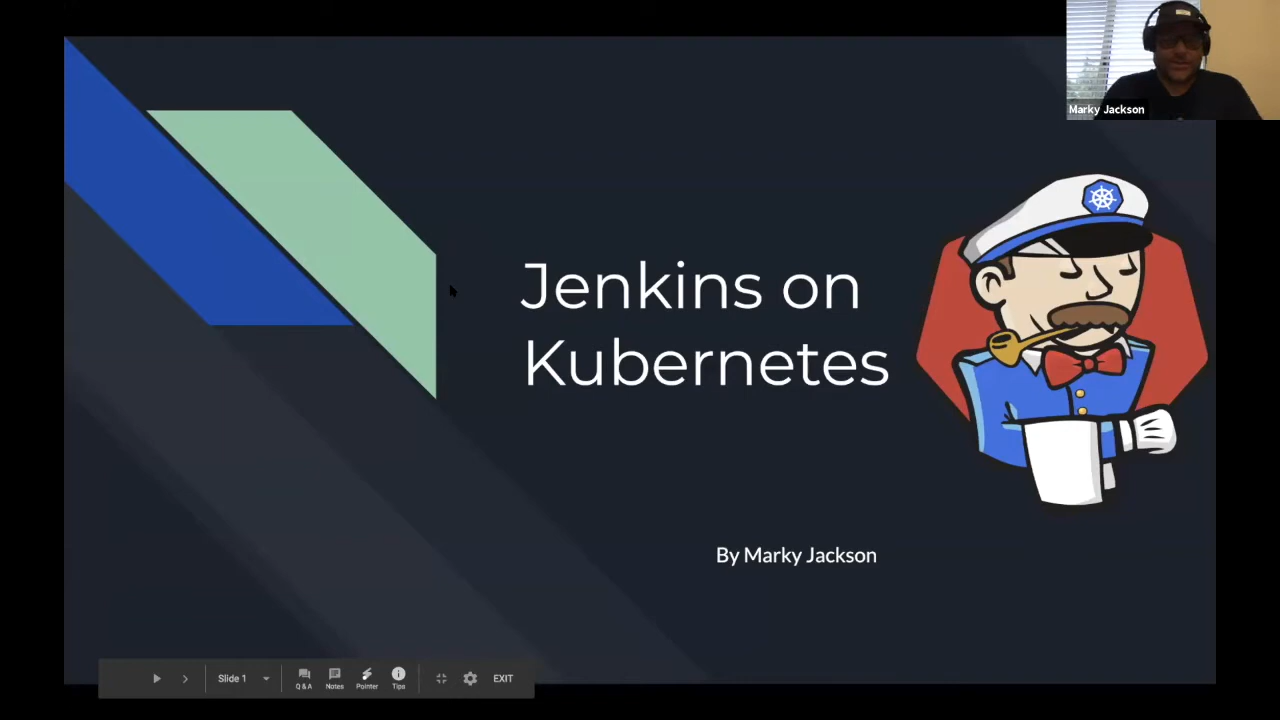 Marky Jackson
Jenkins on
Kubernetes
By Marky Jackson
Slide 1
Q & A
Notes
Pointer
Tips
EXIT